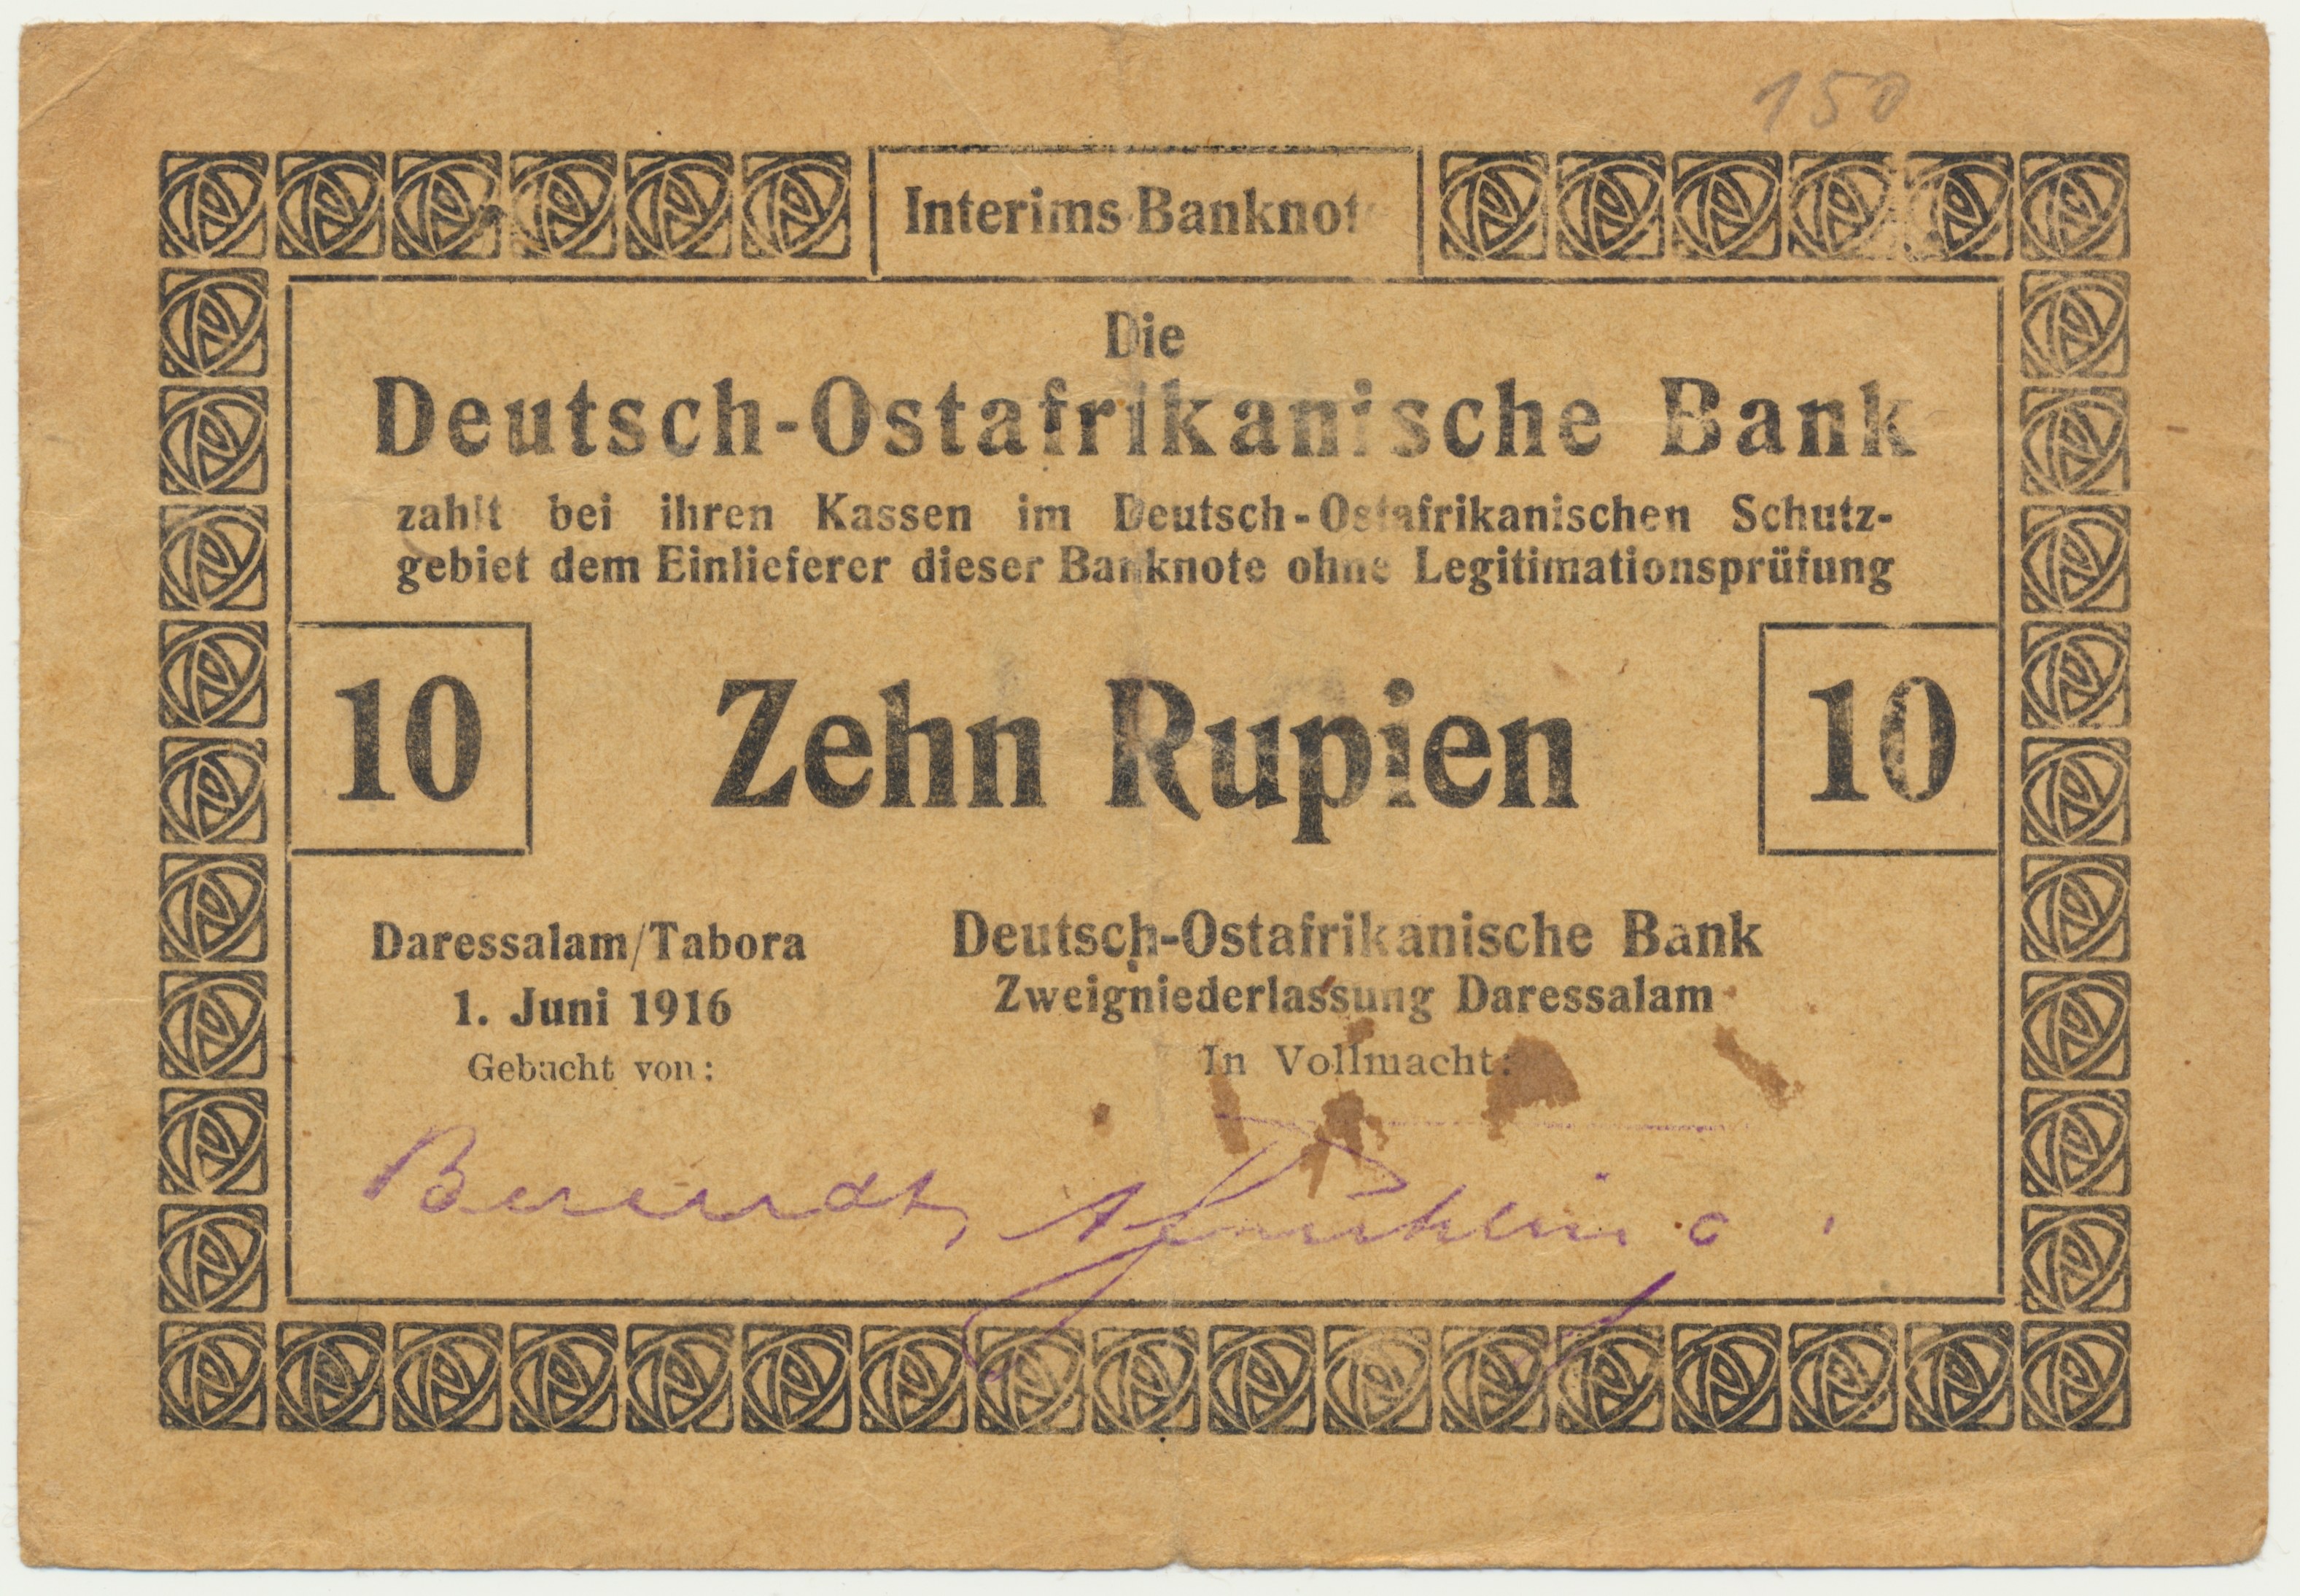 150
Interims-Banknote
Die
Deutsch-Ostafrikanische Bank
zahlt bei ihren Kassen im Deutsch-Ostafrikanischen Schutz-
gebiet dem Einlieferer dieser Banknote ohne Legitimationsprüfung
10 Zehn Rupien 10
Daressalam/Tabora
1. Juni 1916
Gebucht von:
Deutsch-Ostafrikanische Bank
Zweigniederlassung Daressalam
In Vollmacht:
Berendt